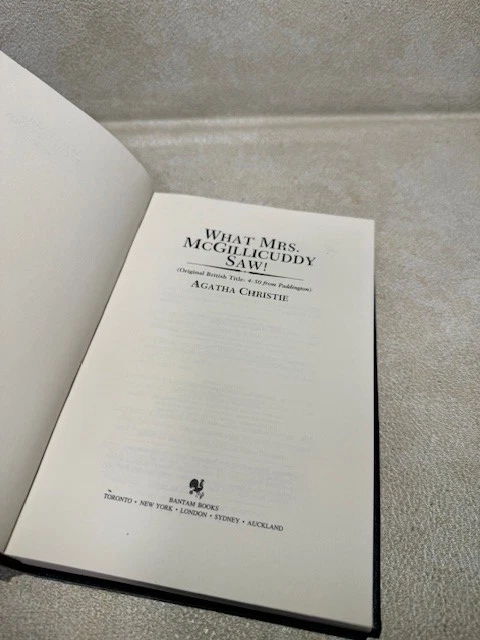 WHAT MRS.
MCGILLICUDDY
SAW!
(Original British Title: 4:50 from Paddington)
AGATHA CHRISTIE
BANTAM BOOKS
TORONTO • NEW YORK • LONDON • SYDNEY • AUCKLAND